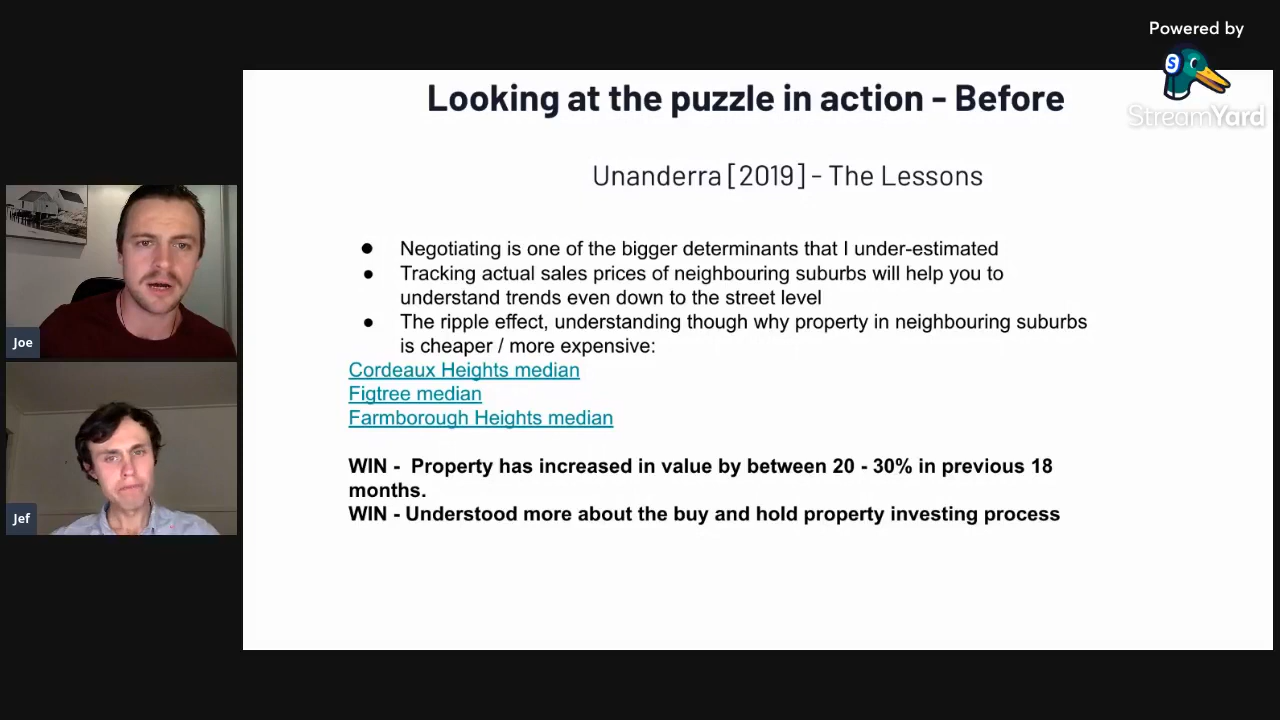 Powered by
S
StreamYard
Looking at the puzzle in action - Before
Unanderra [2019] - The Lessons
● Negotiating is one of the bigger determinants that I under-estimated
● Tracking actual sales prices of neighbouring suburbs will help you to
understand trends even down to the street level
● The ripple effect, understanding though why property in neighbouring suburbs
is cheaper / more expensive:
Cordeaux Heights median
Figtree median
Farmborough Heights median
WIN - Property has increased in value by between 20 - 30% in previous 18
months.
WIN - Understood more about the buy and hold property investing process
Joe
Jef